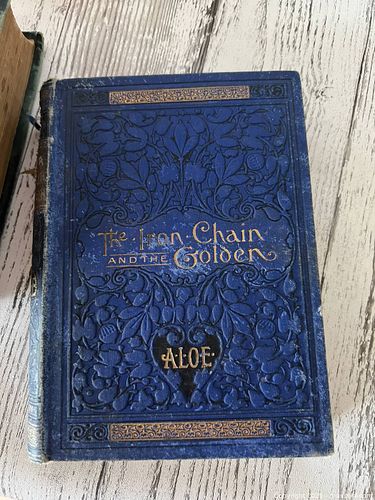 The · Iron · Chain
AND THE Golden
A·L·O·E·